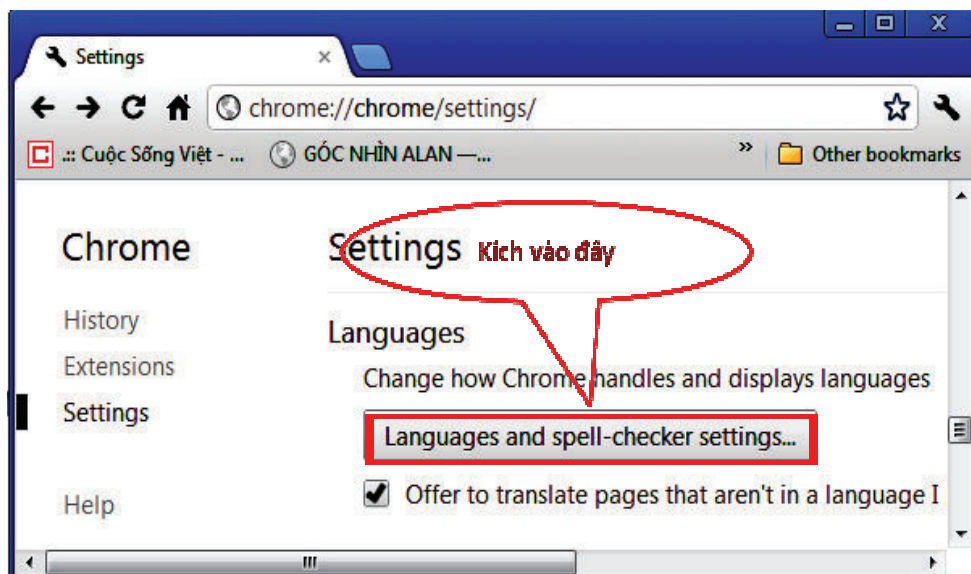 Settings
chrome://chrome/settings/
.:: Cuộc Sống Việt - ... GÓC NHÌN ALAN —... » Other bookmarks
Chrome
Settings Kích vào đây
History
Languages
Extensions
Change how Chrome handles and displays languages
Settings
Languages and spell-checker settings...
Offer to translate pages that aren't in a language I
Help